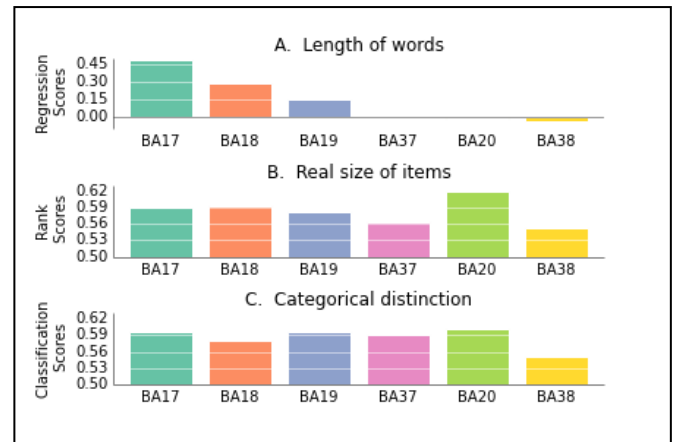 A. Length of words
Regression
Scores
0.45
0.30
0.15
0.00
BA17 BA18 BA19 BA37 BA20 BA38
B. Real size of items
Rank
Scores
0.62
0.59
0.56
0.53
0.50
BA17 BA18 BA19 BA37 BA20 BA38
C. Categorical distinction
Classification
Scores
0.62
0.59
0.56
0.53
0.50
BA17 BA18 BA19 BA37 BA20 BA38